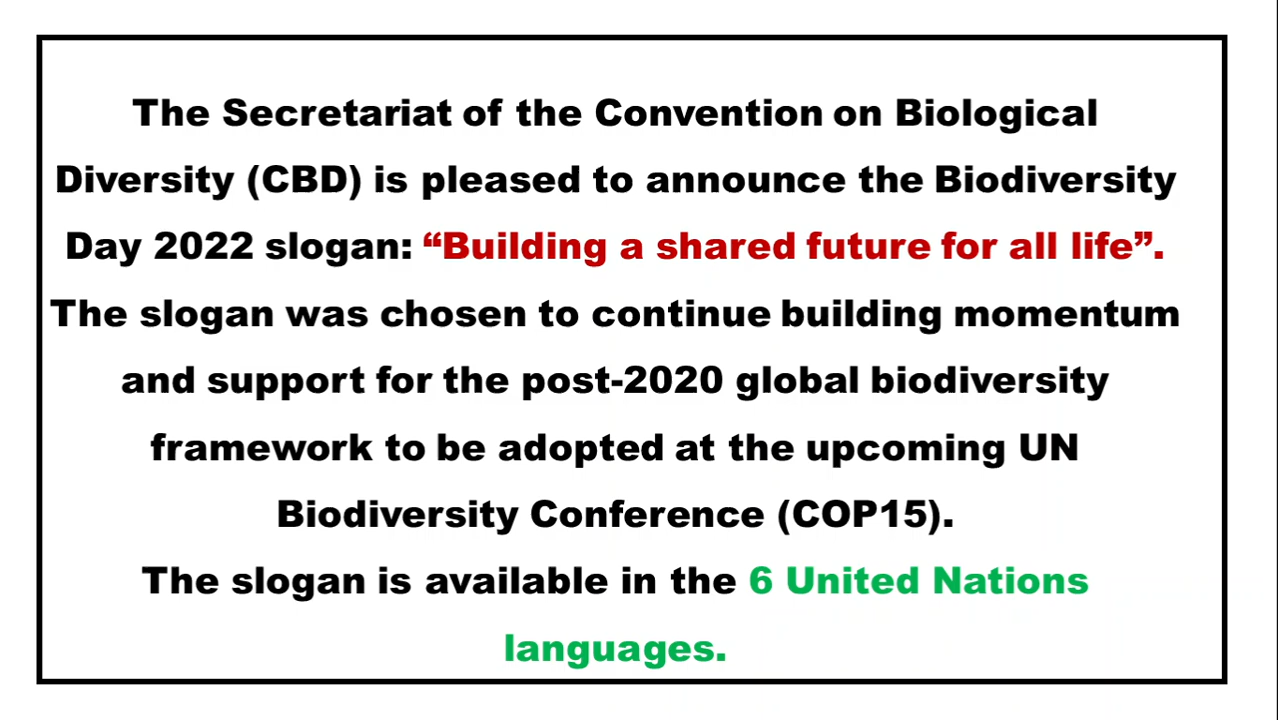 The Secretariat of the Convention on Biological
Diversity (CBD) is pleased to announce the Biodiversity
Day 2022 slogan: “Building a shared future for all life”.
The slogan was chosen to continue building momentum
and support for the post-2020 global biodiversity
framework to be adopted at the upcoming UN
Biodiversity Conference (COP15).
The slogan is available in the 6 United Nations
languages.